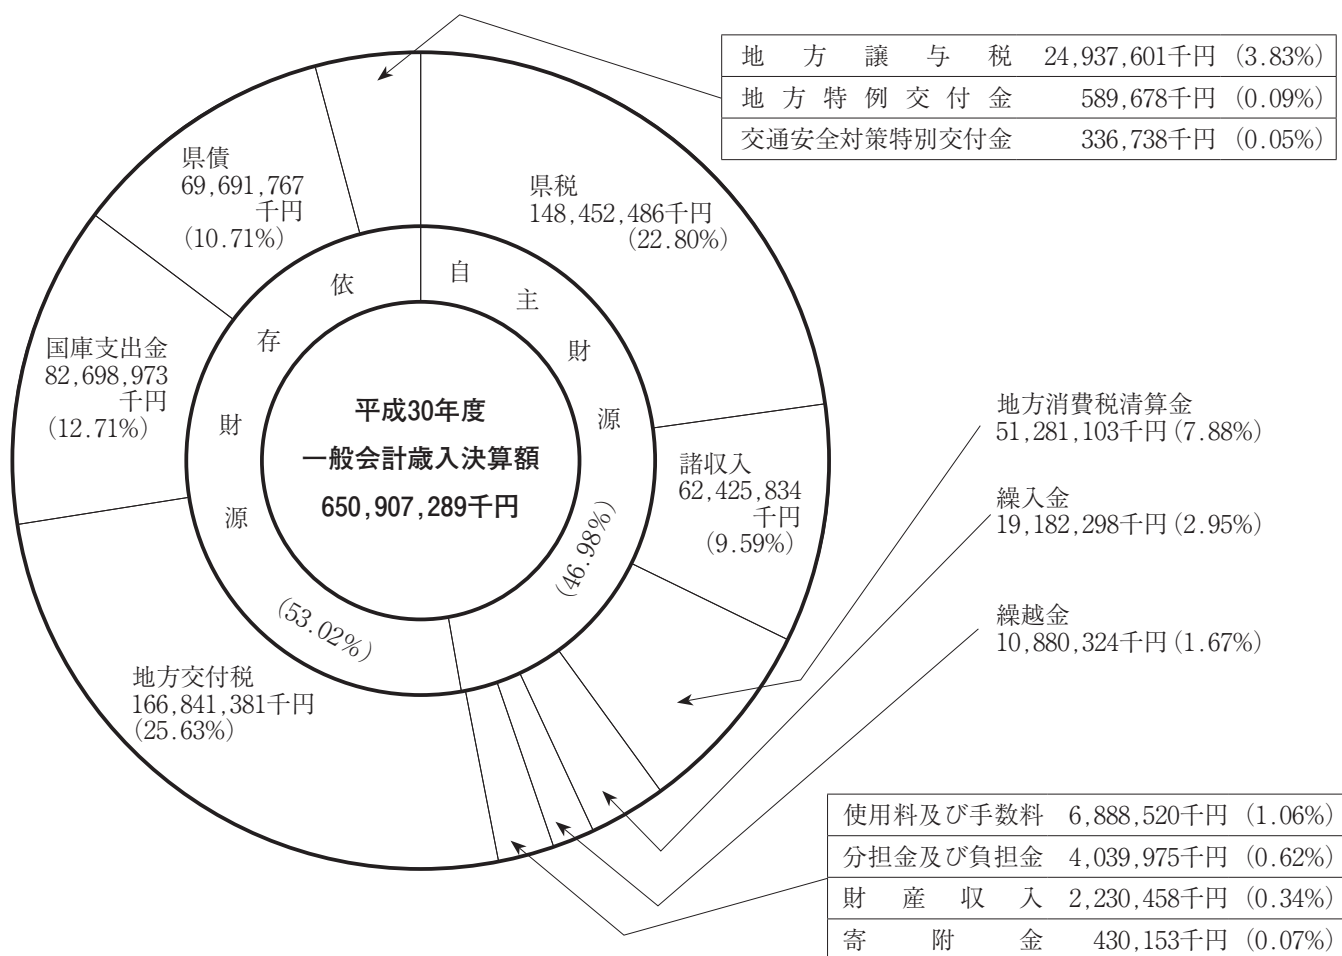 地方譲与税 24,937,601千円 (3.83%)
地方特例交付金 589,678千円 (0.09%)
交通安全対策特別交付金 336,738千円 (0.05%)
県債
69,691,767
千円
(10.71%)
県税
148,452,486千円
(22.80%)
依存財源
(53.02%)
自主財源
(46.98%)
国庫支出金
82,698,973
千円
(12.71%)
平成30年度
一般会計歳入決算額
650,907,289千円
諸収入
62,425,834
千円
(9.59%)
地方消費税清算金
51,281,103千円(7.88%)
繰入金
19,182,298千円(2.95%)
繰越金
10,880,324千円(1.67%)
地方交付税
166,841,381千円
(25.63%)
使用料及び手数料 6,888,520千円 (1.06%)
分担金及び負担金 4,039,975千円 (0.62%)
財産収入 2,230,458千円 (0.34%)
寄附金 430,153千円 (0.07%)